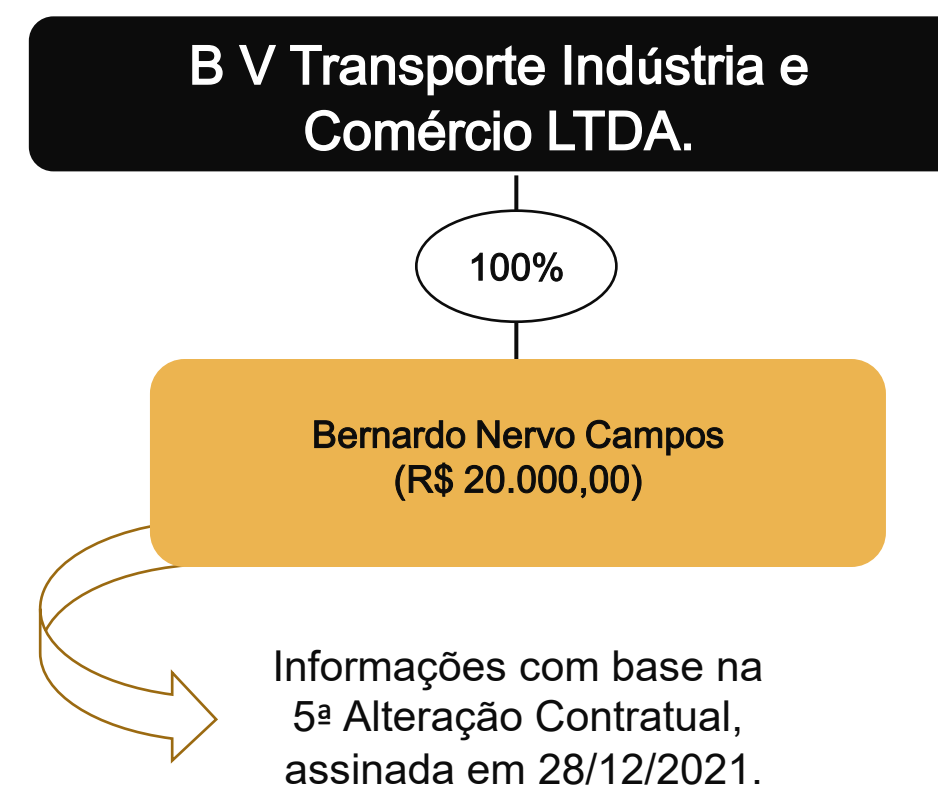 B V Transporte Indústria e
Comércio LTDA.
100%
Bernardo Nervo Campos
(R$ 20.000,00)
Informações com base na
5ª Alteração Contratual,
assinada em 28/12/2021.